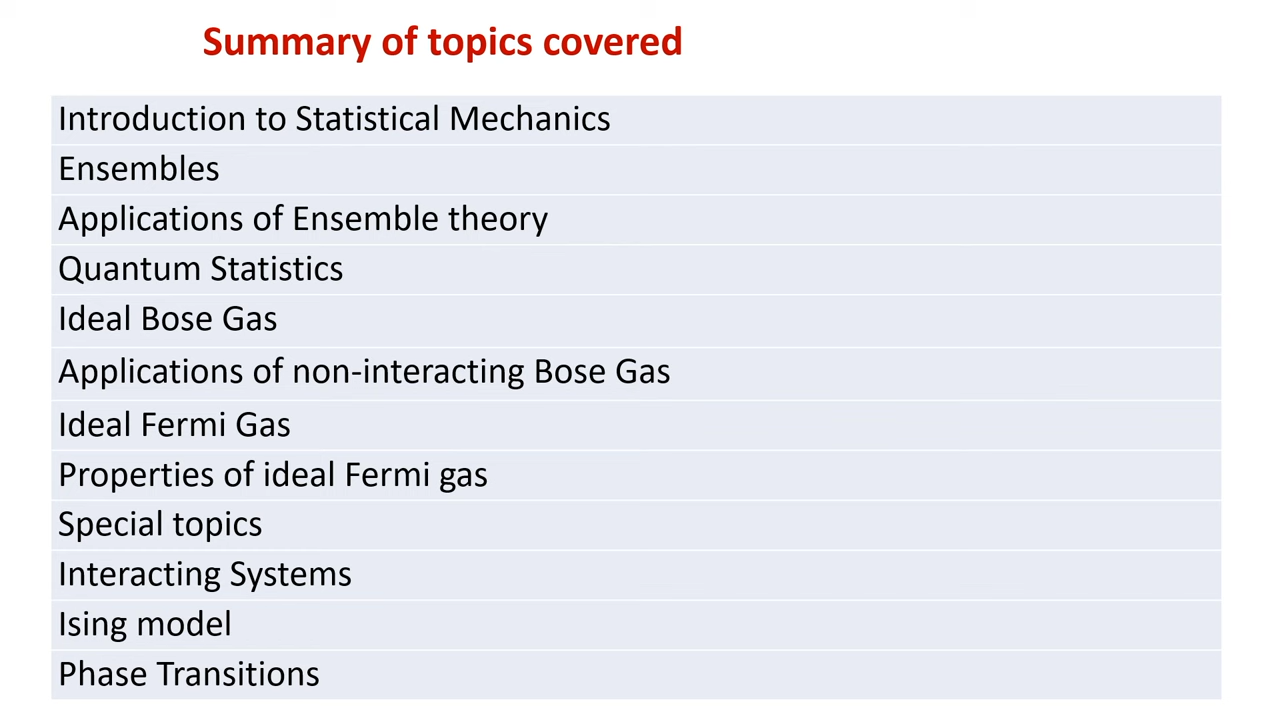 Summary of topics covered
Introduction to Statistical Mechanics
Ensembles
Applications of Ensemble theory
Quantum Statistics
Ideal Bose Gas
Applications of non-interacting Bose Gas
Ideal Fermi Gas
Properties of ideal Fermi gas
Special topics
Interacting Systems
Ising model
Phase Transitions